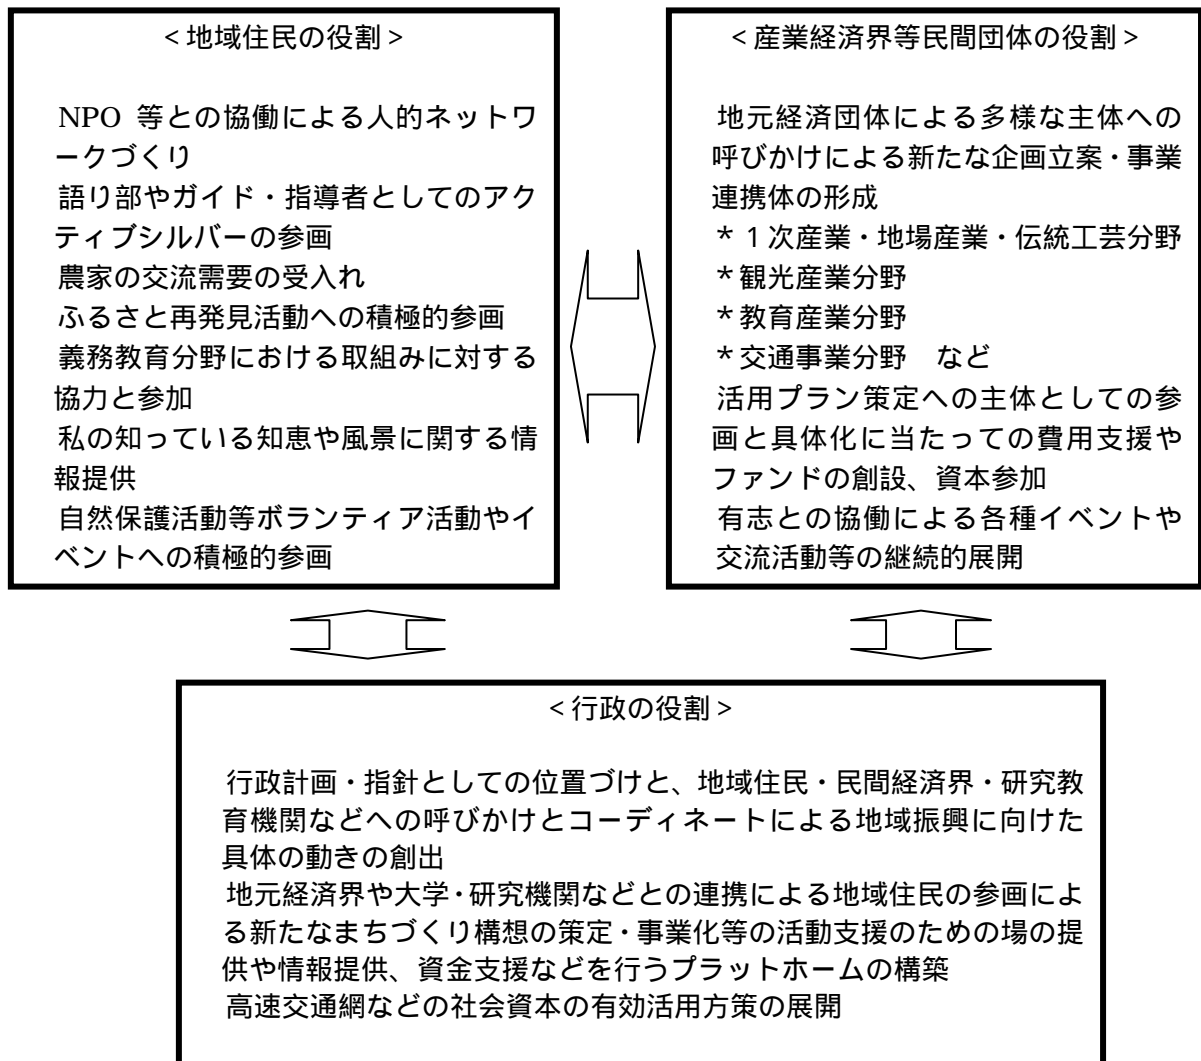 <地域住民の役割>
NPO 等との協働による人的ネットワ
ークづくり
語り部やガイド・指導者としてのアク
ティブシルバーの参画
農家の交流需要の受入れ
ふるさと再発見活動への積極的参画
義務教育分野における取組みに対する
協力と参加
私の知っている知恵や風景に関する情
報提供
自然保護活動等ボランティア活動やイ
ベントへの積極的参画
<産業経済界等民間団体の役割>
地元経済団体による多様な主体への
呼びかけによる新たな企画立案・事業
連携体の形成
*1次産業・地場産業・伝統工芸分野
*観光産業分野
*教育産業分野
*交通事業分野 など
活用プラン策定への主体としての参
画と具体化に当たっての費用支援や
ファンドの創設、資本参加
有志との協働による各種イベントや
交流活動等の継続的展開
<行政の役割>
行政計画・指針としての位置づけと、地域住民・民間経済界・研究教
育機関などへの呼びかけとコーディネートによる地域振興に向けた
具体の動きの創出
地元経済界や大学・研究機関などとの連携による地域住民の参画によ
る新たなまちづくり構想の策定・事業化等の活動支援のための場の提
供や情報提供、資金支援などを行うプラットホームの構築
高速交通網などの社会資本の有効活用方策の展開